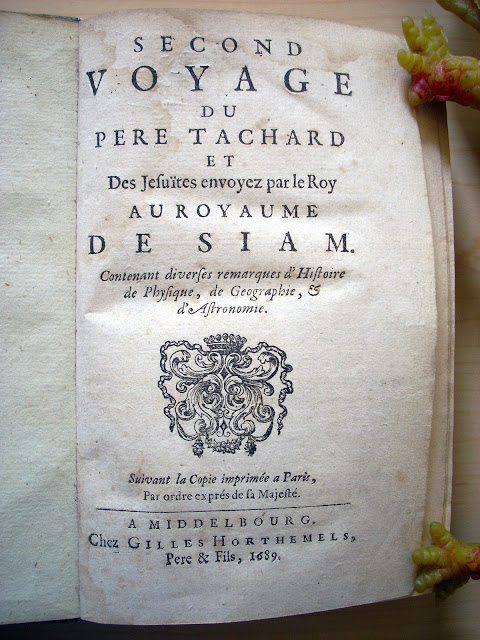 SECOND
VOYAGE
DU
PERE TACHARD
ET
Des Jesuïtes envoyez par le Roy
AU ROYAUME
DE SIAM.
Contenant diverſes remarques d'Hiſtoire
de Phyſique, de Geographie, &
d'Aſtronomie.
Suivant la Copie imprimée a Paris,
Par ordre exprés de ſa Majeſté.
A MIDDELBOURG,
Chez GILLES HORTHEMELS,
Pere & Fils, 1689.